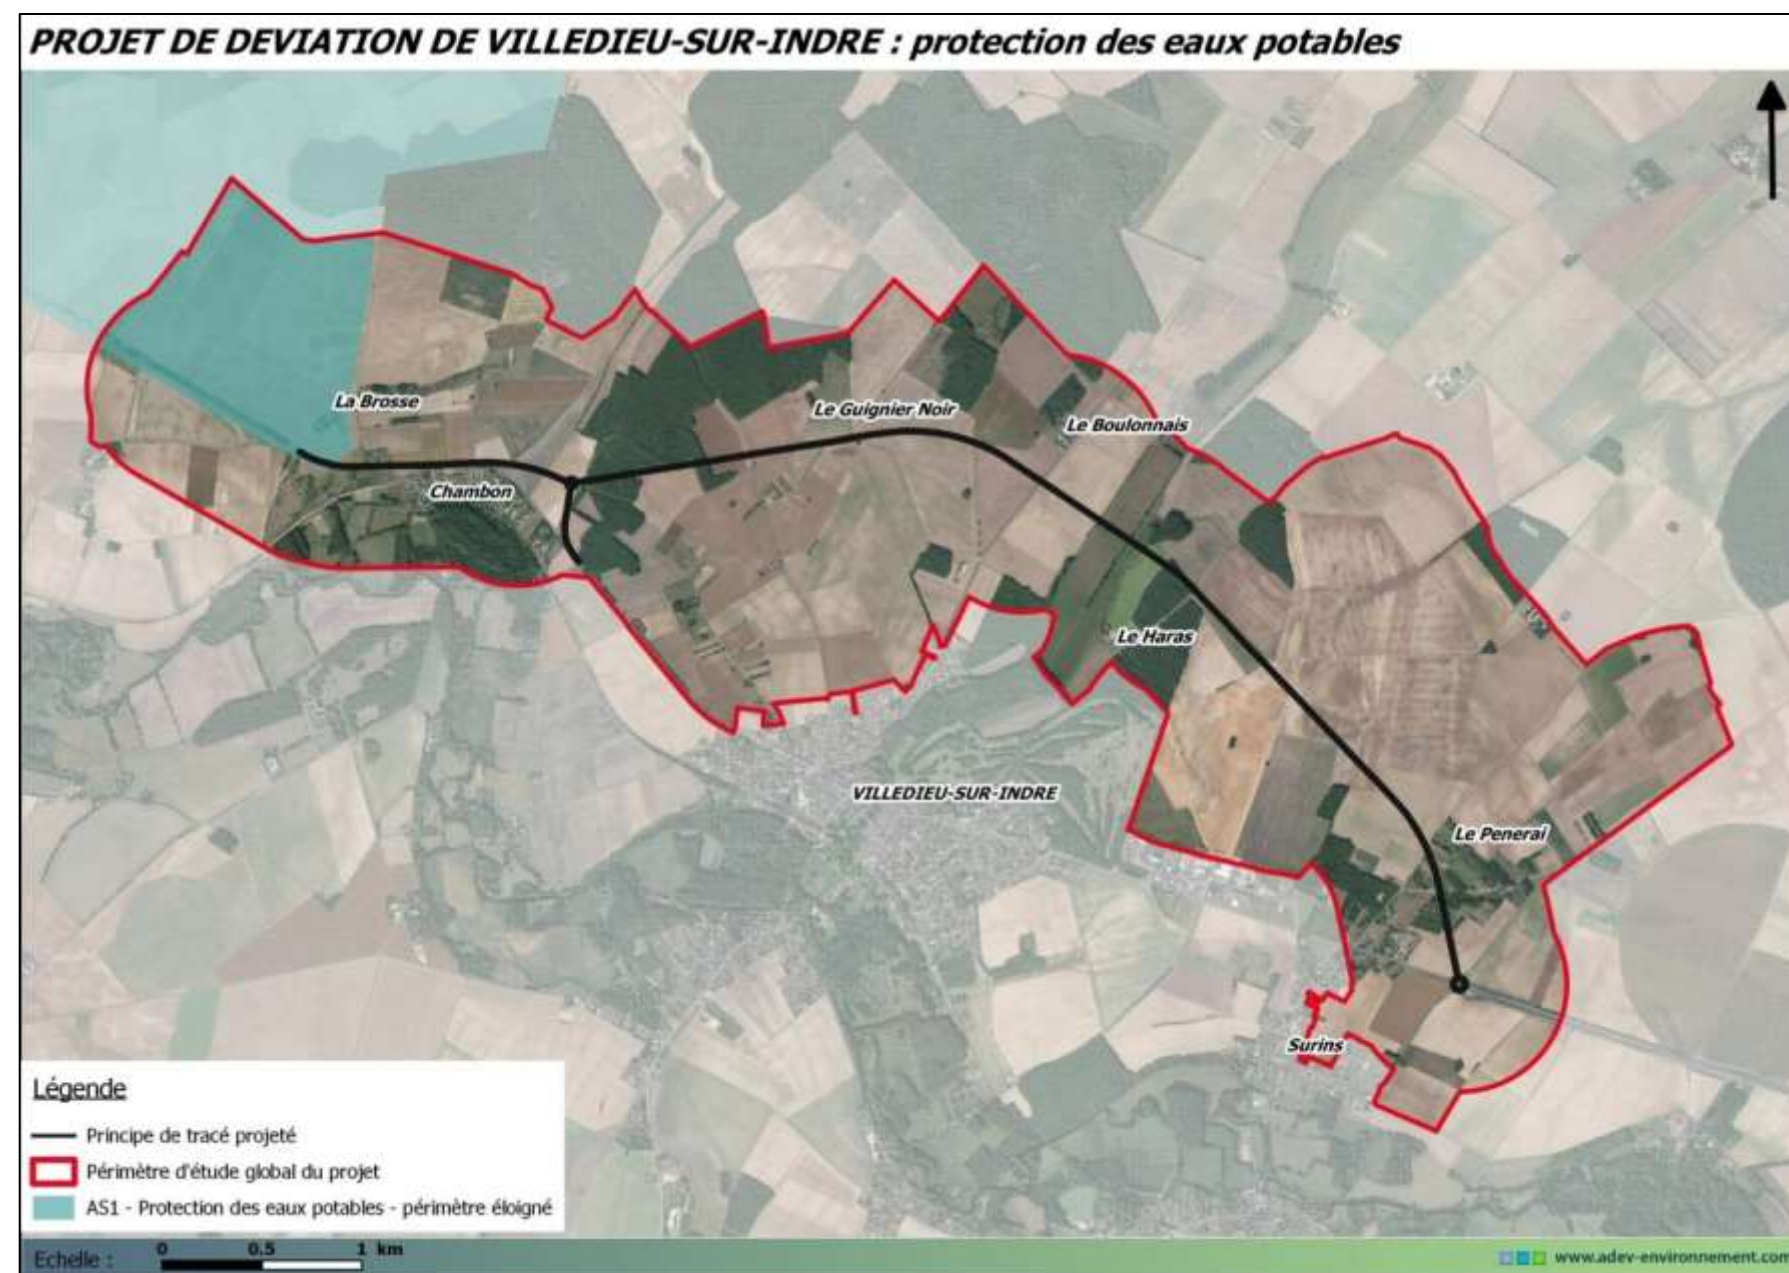 PROJET DE DEVIATION DE VILLEDIEU-SUR-INDRE : protection des eaux potables
La Brosse
Le Guignier Noir
Le Boulonnais
Chambon
Le Haras
VILLEDIEU-SUR-INDRE
Le Penerai
Surins
Légende
Principe de tracé projeté
Périmètre d'étude global du projet
AS1 - Protection des eaux potables - périmètre éloigné
Echelle : 0 0.5 1 km
www.adev-environnement.com